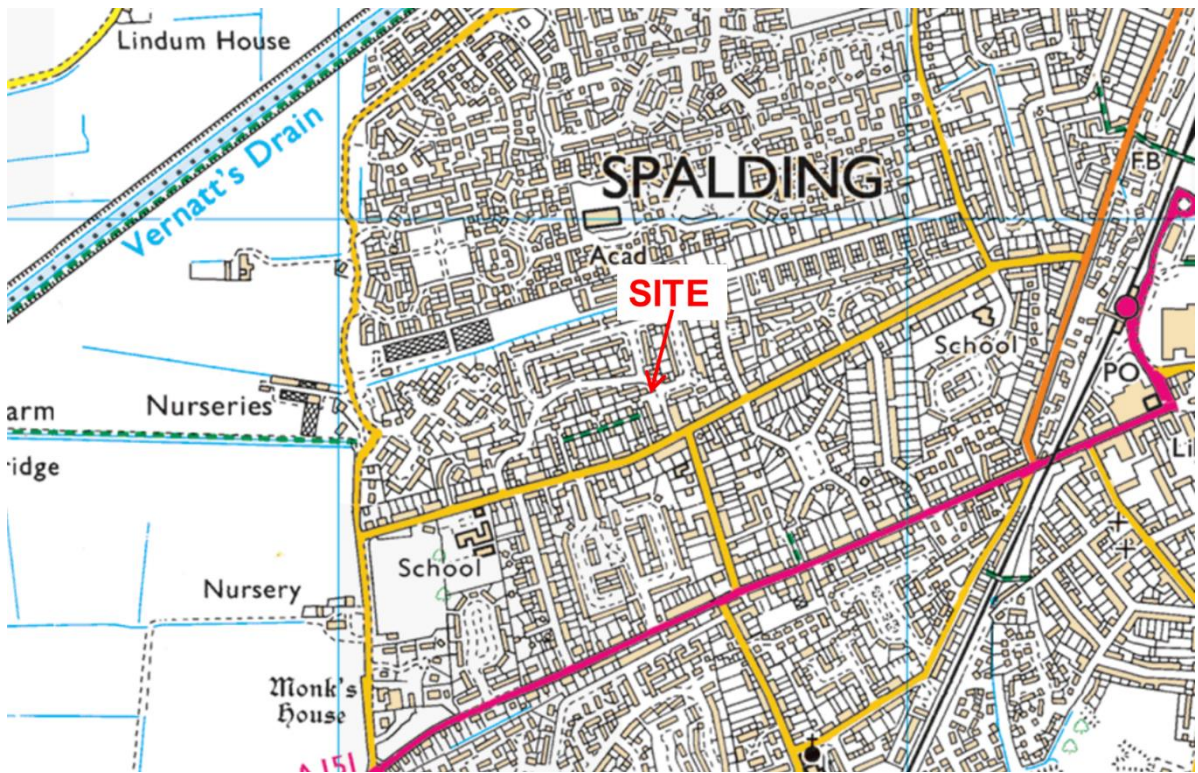 Lindum House
Vernatt's Drain
SPALDING
FB
Acad
SITE
School
PO
Nurseries
arm
ridge
School
Nursery
Monk's
House
A151